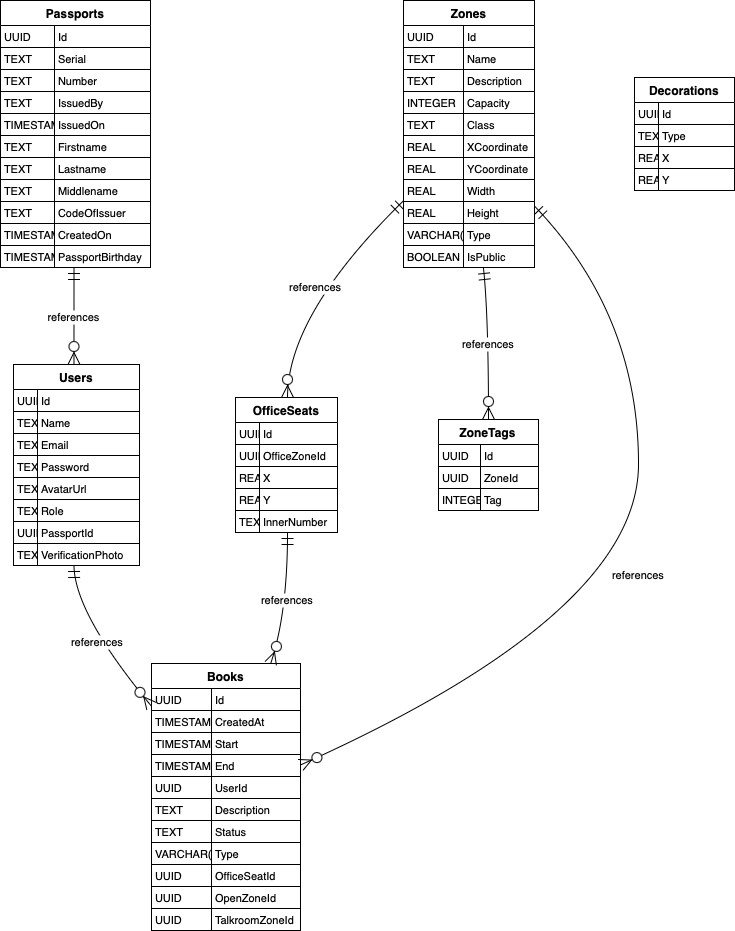 Passports
UUID Id
TEXT Serial
TEXT Number
TEXT IssuedBy
TIMESTAM IssuedOn
TEXT Firstname
TEXT Lastname
TEXT Middlename
TEXT CodeOfIssuer
TIMESTAM CreatedOn
TIMESTAM PassportBirthday
Zones
UUID Id
TEXT Name
TEXT Description
INTEGER Capacity
TEXT Class
REAL XCoordinate
REAL YCoordinate
REAL Width
REAL Height
VARCHAR( Type
BOOLEAN IsPublic
Decorations
UUI Id
TEX Type
REA X
REA Y
references
references
references
references
Users
UUI Id
TEX Name
TEX Email
TEX Password
TEX AvatarUrl
TEX Role
UUI PassportId
TEX VerificationPhoto
OfficeSeats
UUI Id
UUI OfficeZoneId
REA X
REA Y
TEX InnerNumber
ZoneTags
UUID Id
UUID ZoneId
INTEGE Tag
references
references
Books
UUID Id
TIMESTAM CreatedAt
TIMESTAM Start
TIMESTAM End
UUID UserId
TEXT Description
TEXT Status
VARCHAR( Type
UUID OfficeSeatId
UUID OpenZoneId
UUID TalkroomZoneId